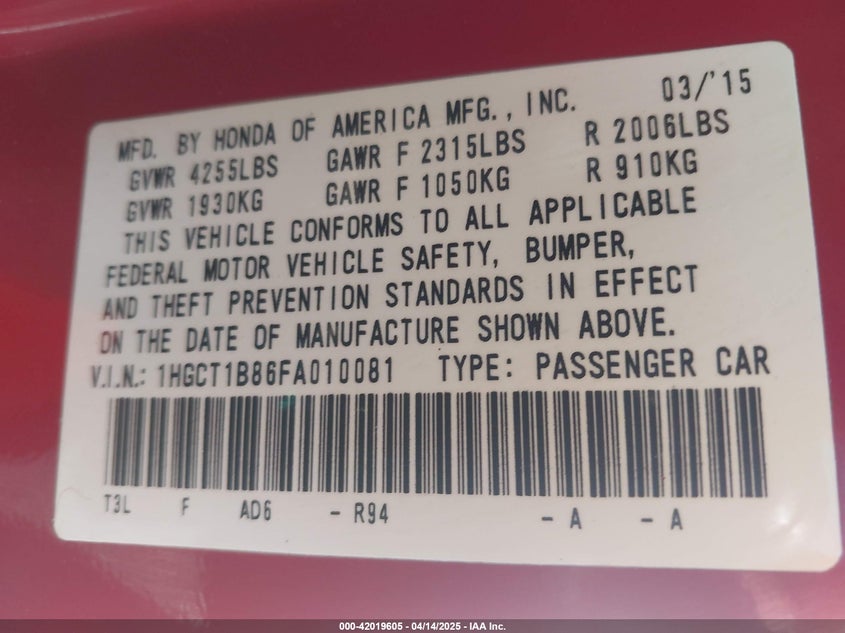 MFD. BY HONDA OF AMERICA MFG., INC. 03/'15
GVWR 4255LBS GAWR F 2315LBS R 2006LBS
GVWR 1930KG GAWR F 1050KG R 910KG
THIS VEHICLE CONFORMS TO ALL APPLICABLE
FEDERAL MOTOR VEHICLE SAFETY, BUMPER,
AND THEFT PREVENTION STANDARDS IN EFFECT
ON THE DATE OF MANUFACTURE SHOWN ABOVE.
V.I.N.: 1HGCT1B86FA010081 TYPE: PASSENGER CAR
T3L F AD6 - R94 - A - A
000-42019605 - 04/14/2025 - IAA Inc.